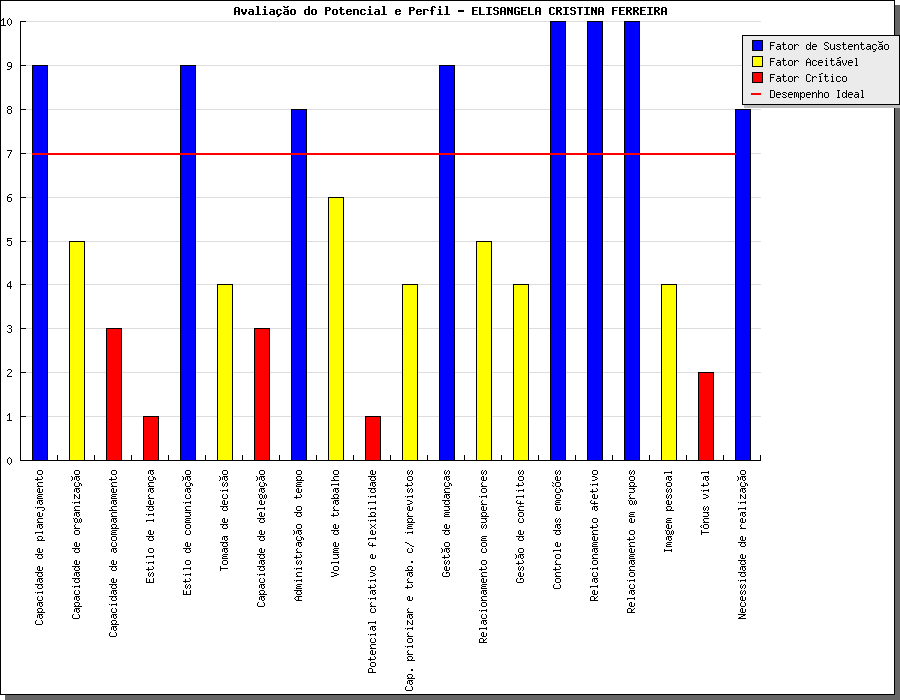 Avaliação do Potencial e Perfil - ELISANGELA CRISTINA FERREIRA
10
9
8
7
6
5
4
3
2
1
0
Fator de Sustentação
Fator Aceitável
Fator Crítico
Desempenho Ideal
Capacidade de planejamento
Capacidade de organização
Capacidade de acompanhamento
Estilo de liderança
Estilo de comunicação
Tomada de decisão
Capacidade de delegação
Administração do tempo
Volume de trabalho
Potencial criativo e flexibilidade
Cap. priorizar e trab. c/ imprevistos
Gestão de mudanças
Relacionamento com superiores
Gestão de conflitos
Controle das emoções
Relacionamento afetivo
Relacionamento em grupos
Imagem pessoal
Tônus vital
Necessidade de realização